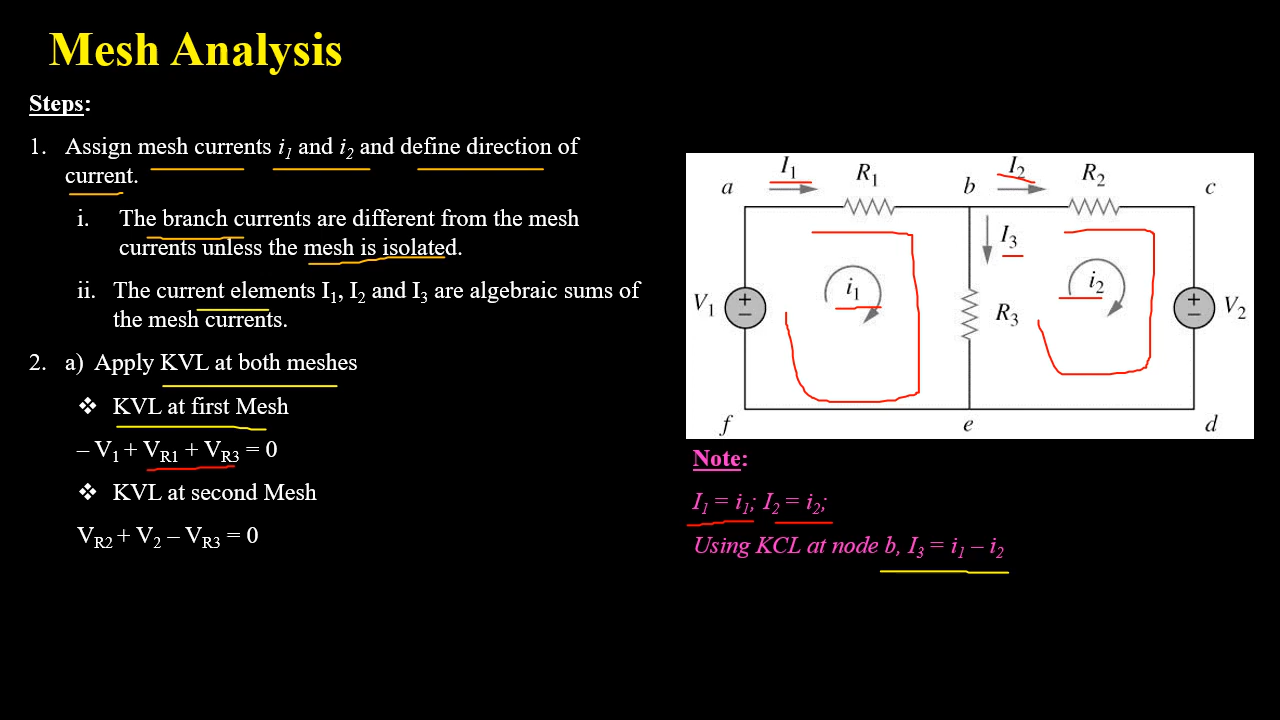 Mesh Analysis
Steps:
1. Assign mesh currents i₁ and i₂ and define direction of
current.
i. The branch currents are different from the mesh
currents unless the mesh is isolated.
ii. The current elements I₁, I₂ and I₃ are algebraic sums of
the mesh currents.
2. a) Apply KVL at both meshes
❖ KVL at first Mesh
– V₁ + V_R1 + V_R3 = 0
❖ KVL at second Mesh
V_R2 + V₂ – V_R3 = 0
a I₁ R₁ b I₂ R₂ c
I₃
i₁ i₂
V₁ + – R₃ + – V₂
f e d
Note:
I₁ = i₁; I₂ = i₂;
Using KCL at node b, I₃ = i₁ – i₂